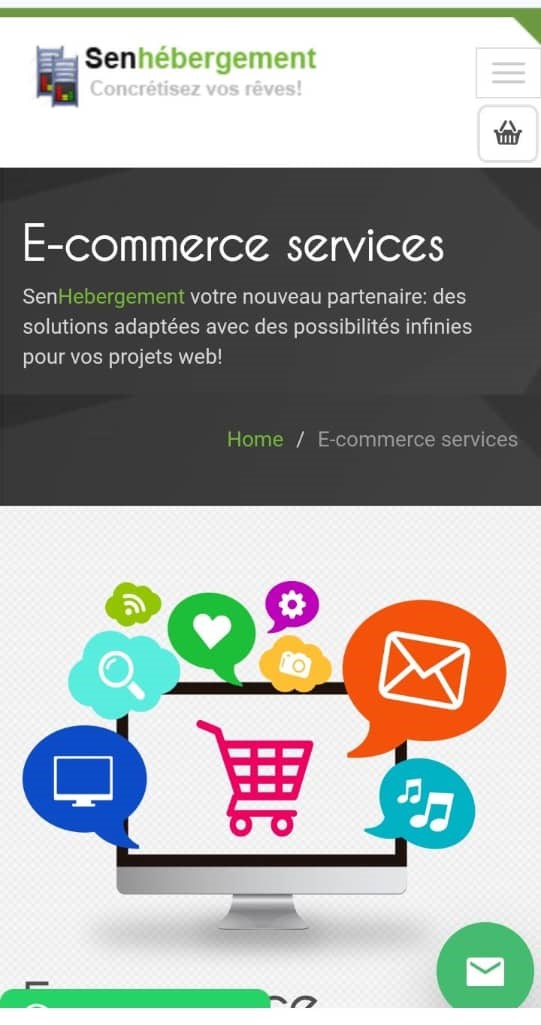 Senhébergement
Concrétisez vos rêves!
E-commerce services
SenHebergement votre nouveau partenaire: des
solutions adaptées avec des possibilités infinies
pour vos projets web!
Home / E-commerce services